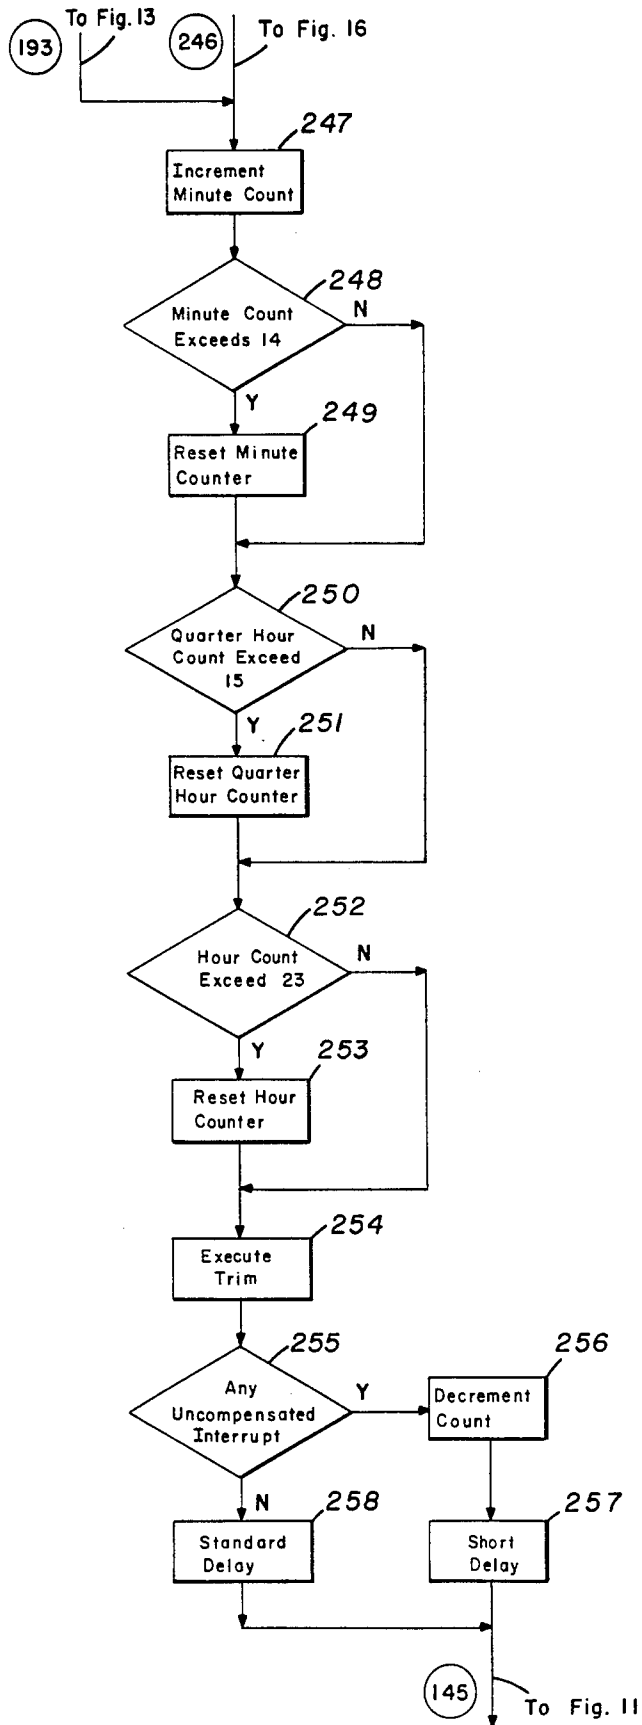 To Fig. 13
193
246
To Fig. 16
247
Increment
Minute Count
248
Minute Count
Exceeds 14
N
Y
249
Reset Minute
Counter
250
Quarter Hour
Count Exceed
15
N
Y
251
Reset Quarter
Hour Counter
252
Hour Count
Exceed 23
N
Y
253
Reset Hour
Counter
254
Execute
Trim
255
Any
Uncompensated
Interrupt
Y
N
256
Decrement
Count
258
Standard
Delay
257
Short
Delay
145
To Fig. 11